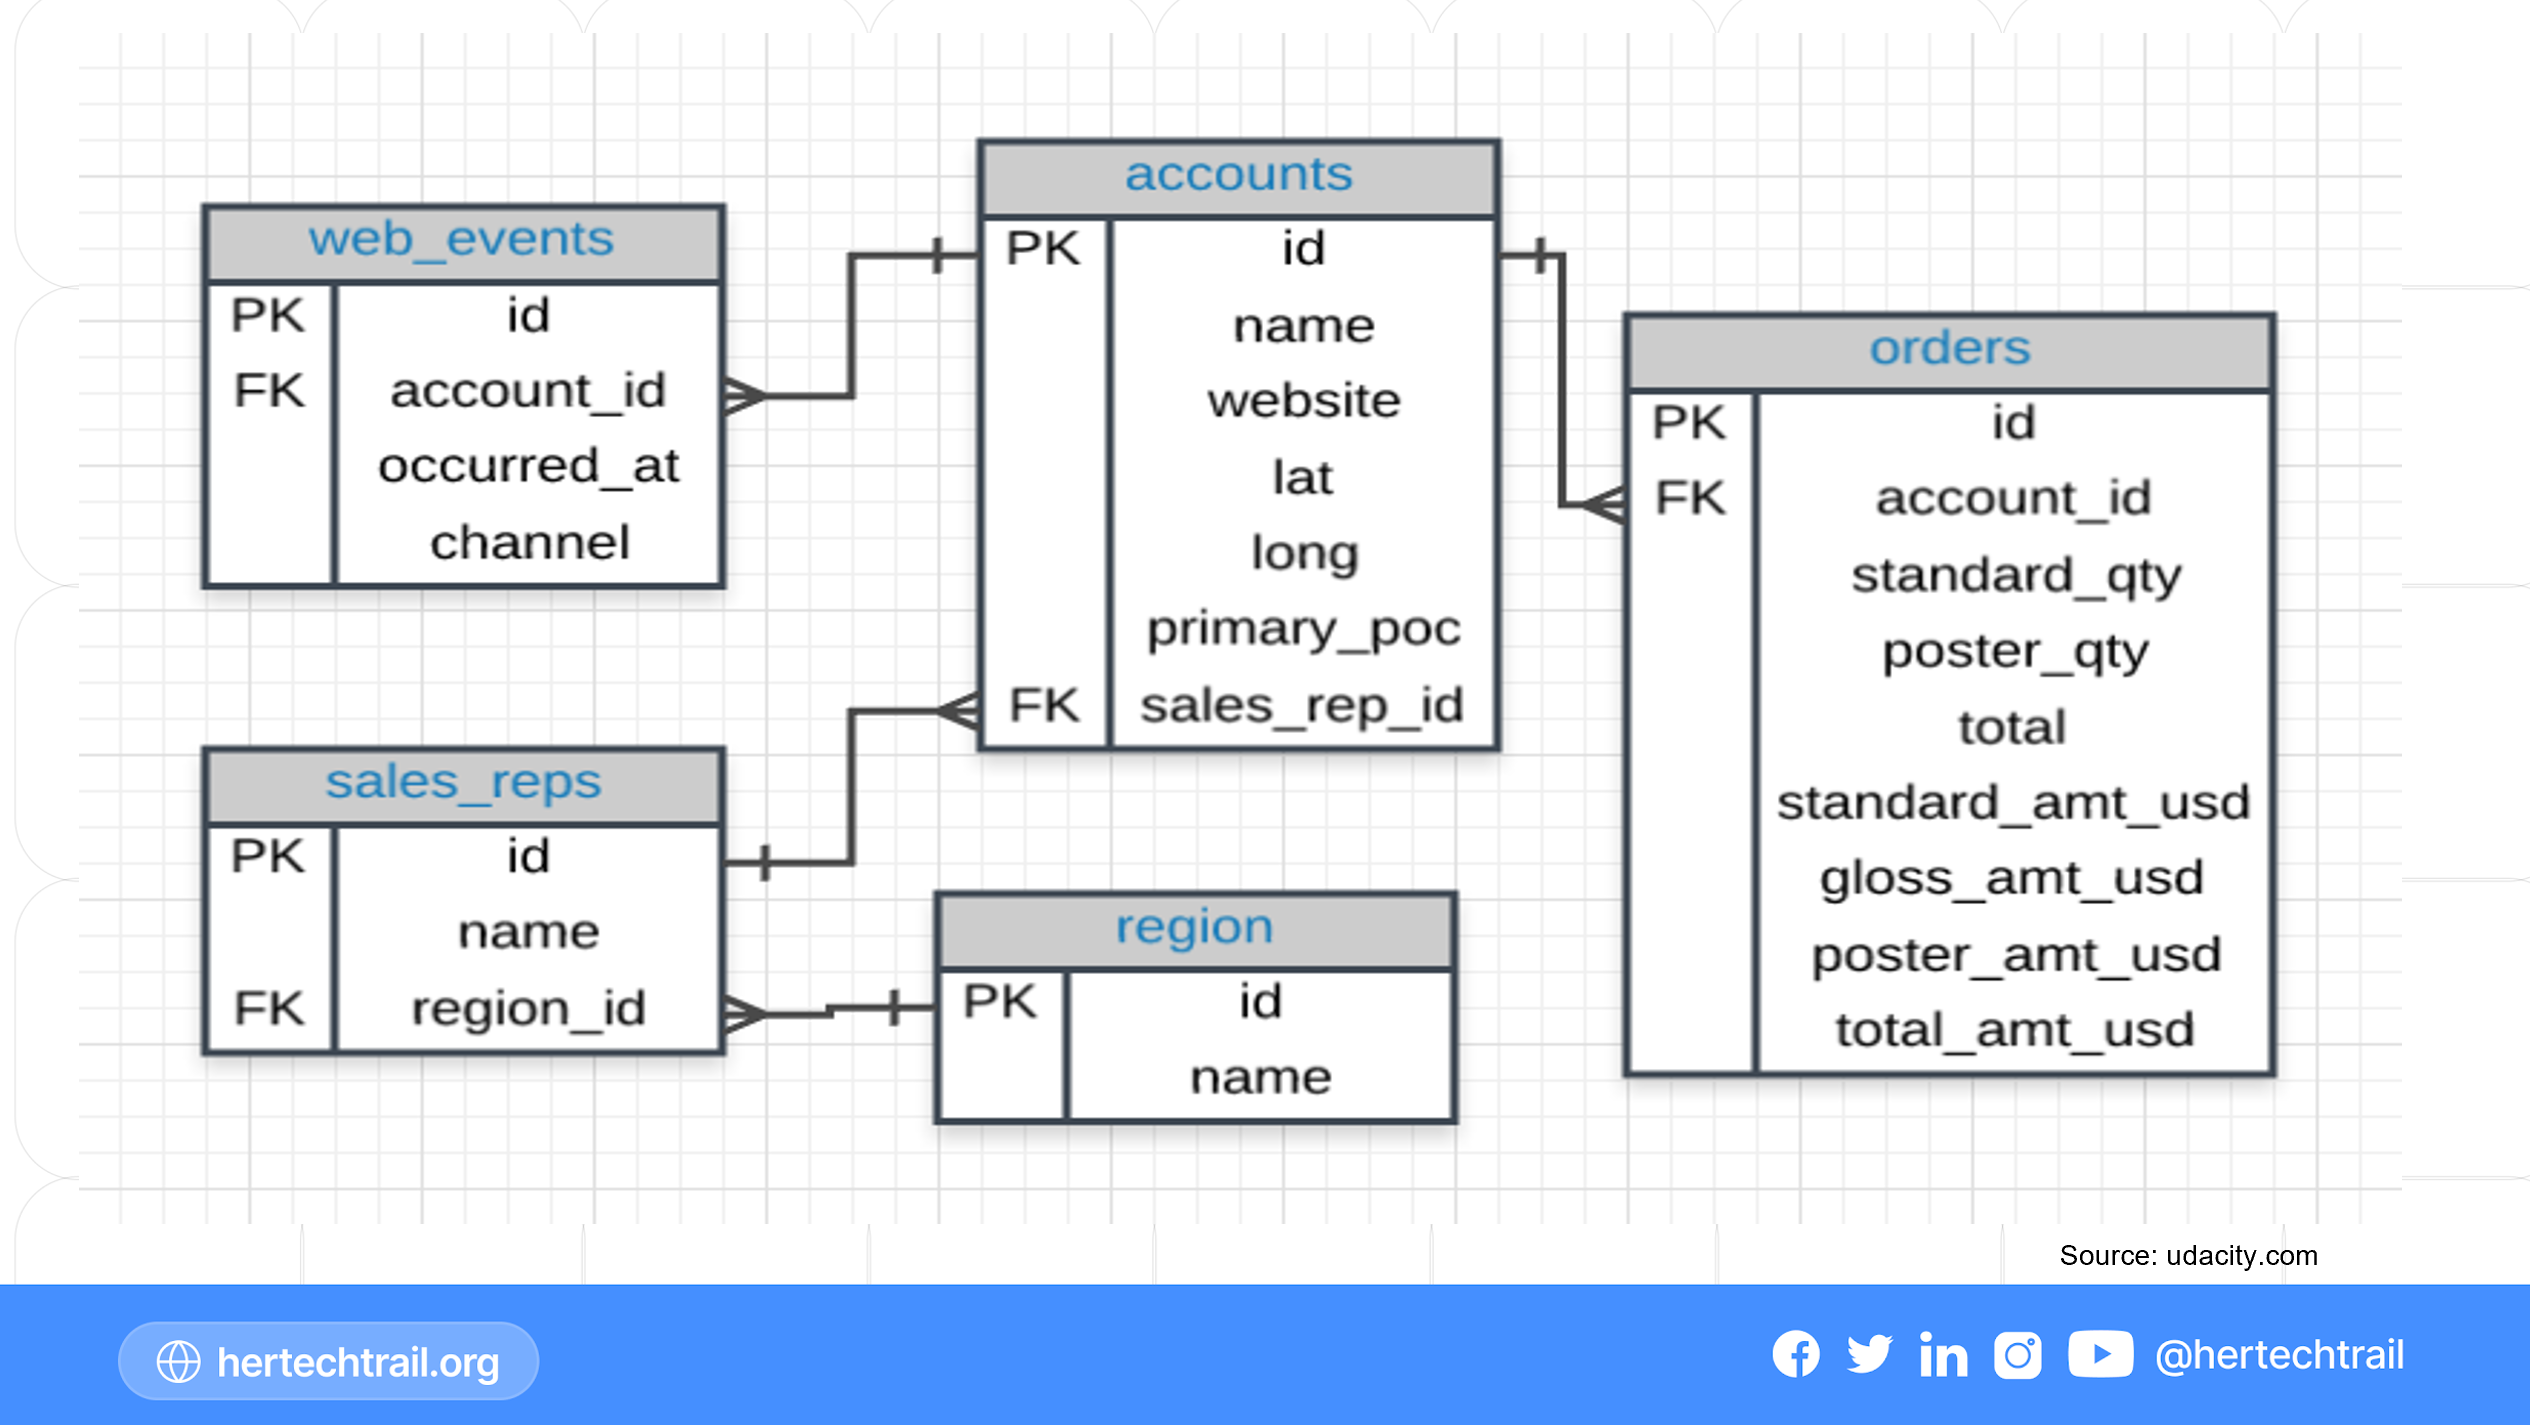 web_events
PK id
FK account_id
occurred_at
channel
accounts
PK id
name
website
lat
long
primary_poc
FK sales_rep_id
orders
PK id
FK account_id
standard_qty
poster_qty
total
standard_amt_usd
gloss_amt_usd
poster_amt_usd
total_amt_usd
sales_reps
PK id
name
FK region_id
region
PK id
name
Source: udacity.com
hertechtrail.org
@hertechtrail